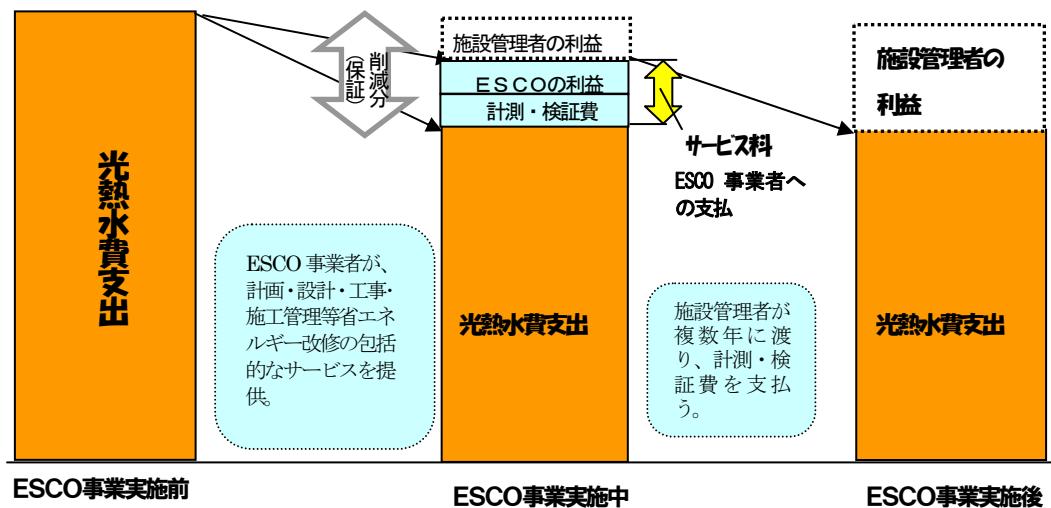 光熱水費支出
削減分
（保証）
施設管理者の利益
ＥＳＣＯの利益
計測・検証費
サービス料
ESCO 事業者へ
の支払
施設管理者の
利益
ESCO 事業者が、
計画・設計・工事・
施工管理等省エネ
ルギー改修の包括
的なサービスを提
供。
光熱水費支出
施設管理者が
複数年に渡
り、計測・検
証費を支払
う。
光熱水費支出
ESCO事業実施前
ESCO事業実施中
ESCO事業実施後